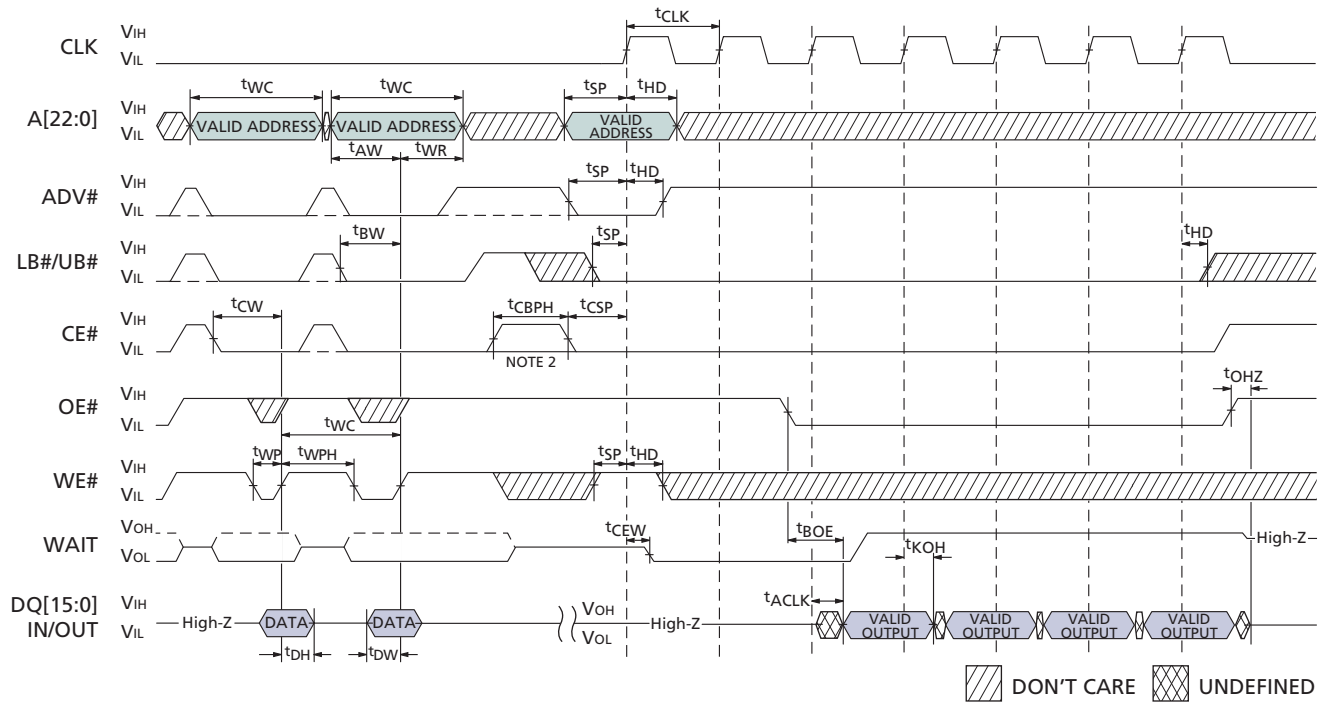 tCLK
CLK VIH VIL
tWC tWC tSP tHD
A[22:0] VIH VIL VALID ADDRESS VALID ADDRESS VALID ADDRESS
tAW tWR
ADV# VIH VIL tSP tHD
tBW tSP tHD
LB#/UB# VIH VIL
tCW tCBPH tCSP
CE# VIH VIL
NOTE 2
tOHZ
OE# VIH VIL
tWC
tWP tWPH tSP tHD
WE# VIH VIL
tCEW
WAIT VOH VOL
tBOE High-Z
tKOH
tACLK
DQ[15:0] IN/OUT VIH VIL High-Z DATA DATA VOH VOL High-Z VALID OUTPUT VALID OUTPUT VALID OUTPUT VALID OUTPUT
tDH tDW
DON'T CARE UNDEFINED